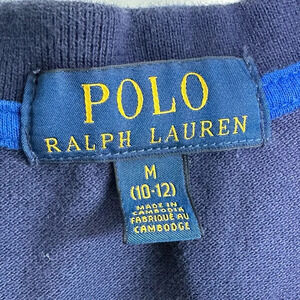 POLO
RALPH LAUREN
M
(10-12)
MADE IN
CAMBODIA
FABRIQUÉ AU
CAMBODGE